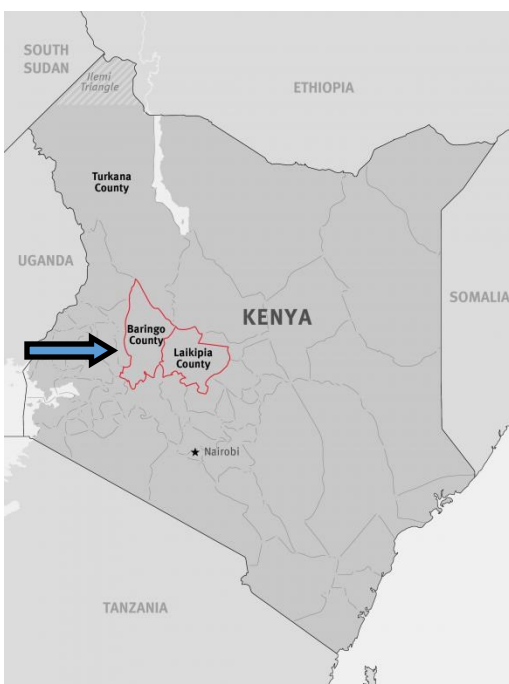 SOUTH
SUDAN
Ilemi
Triangle
ETHIOPIA
Turkana
County
UGANDA
SOMALIA
KENYA
Baringo
County
Laikipia
County
★ Nairobi
TANZANIA